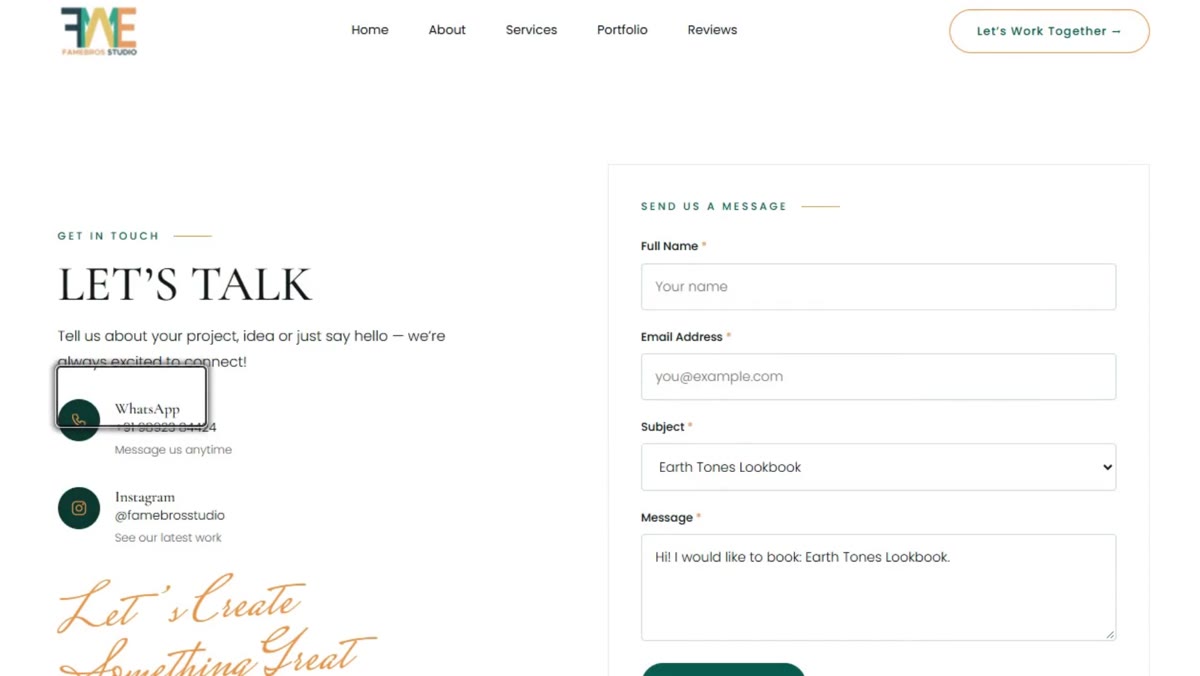 FWE
FAMEBROS STUDIO
Home
About
Services
Portfolio
Reviews
Let's Work Together →
GET IN TOUCH
LET'S TALK
Tell us about your project, idea or just say hello — we're
always excited to connect!
WhatsApp
Message us anytime
Instagram
@famebrosstudio
See our latest work
Let's Create
Something Great
SEND US A MESSAGE
Full Name *
Your name
Email Address *
you@example.com
Subject *
Earth Tones Lookbook
Message *
Hi! I would like to book: Earth Tones Lookbook.